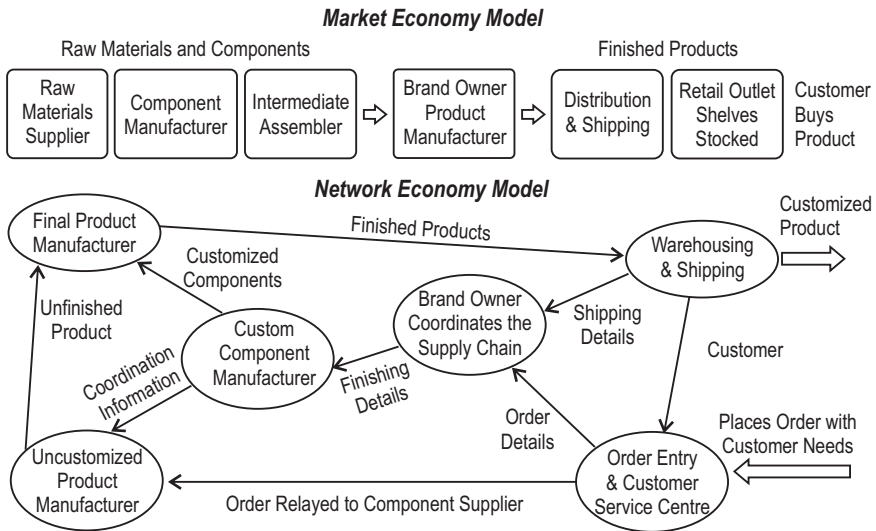 Market Economy Model
Raw Materials and Components
Finished Products
Raw
Materials
Supplier
Component
Manufacturer
Intermediate
Assembler
Brand Owner
Product
Manufacturer
Distribution
& Shipping
Retail Outlet
Shelves
Stocked
Customer
Buys
Product
Network Economy Model
Final Product
Manufacturer
Finished Products
Warehousing
& Shipping
Customized
Product
Customized
Components
Unfinished
Product
Brand Owner
Coordinates the
Supply Chain
Shipping
Details
Custom
Component
Manufacturer
Customer
Coordination
Information
Finishing
Details
Order
Details
Places Order with
Customer Needs
Uncustomized
Product
Manufacturer
Order Relayed to Component Supplier
Order Entry
& Customer
Service Centre